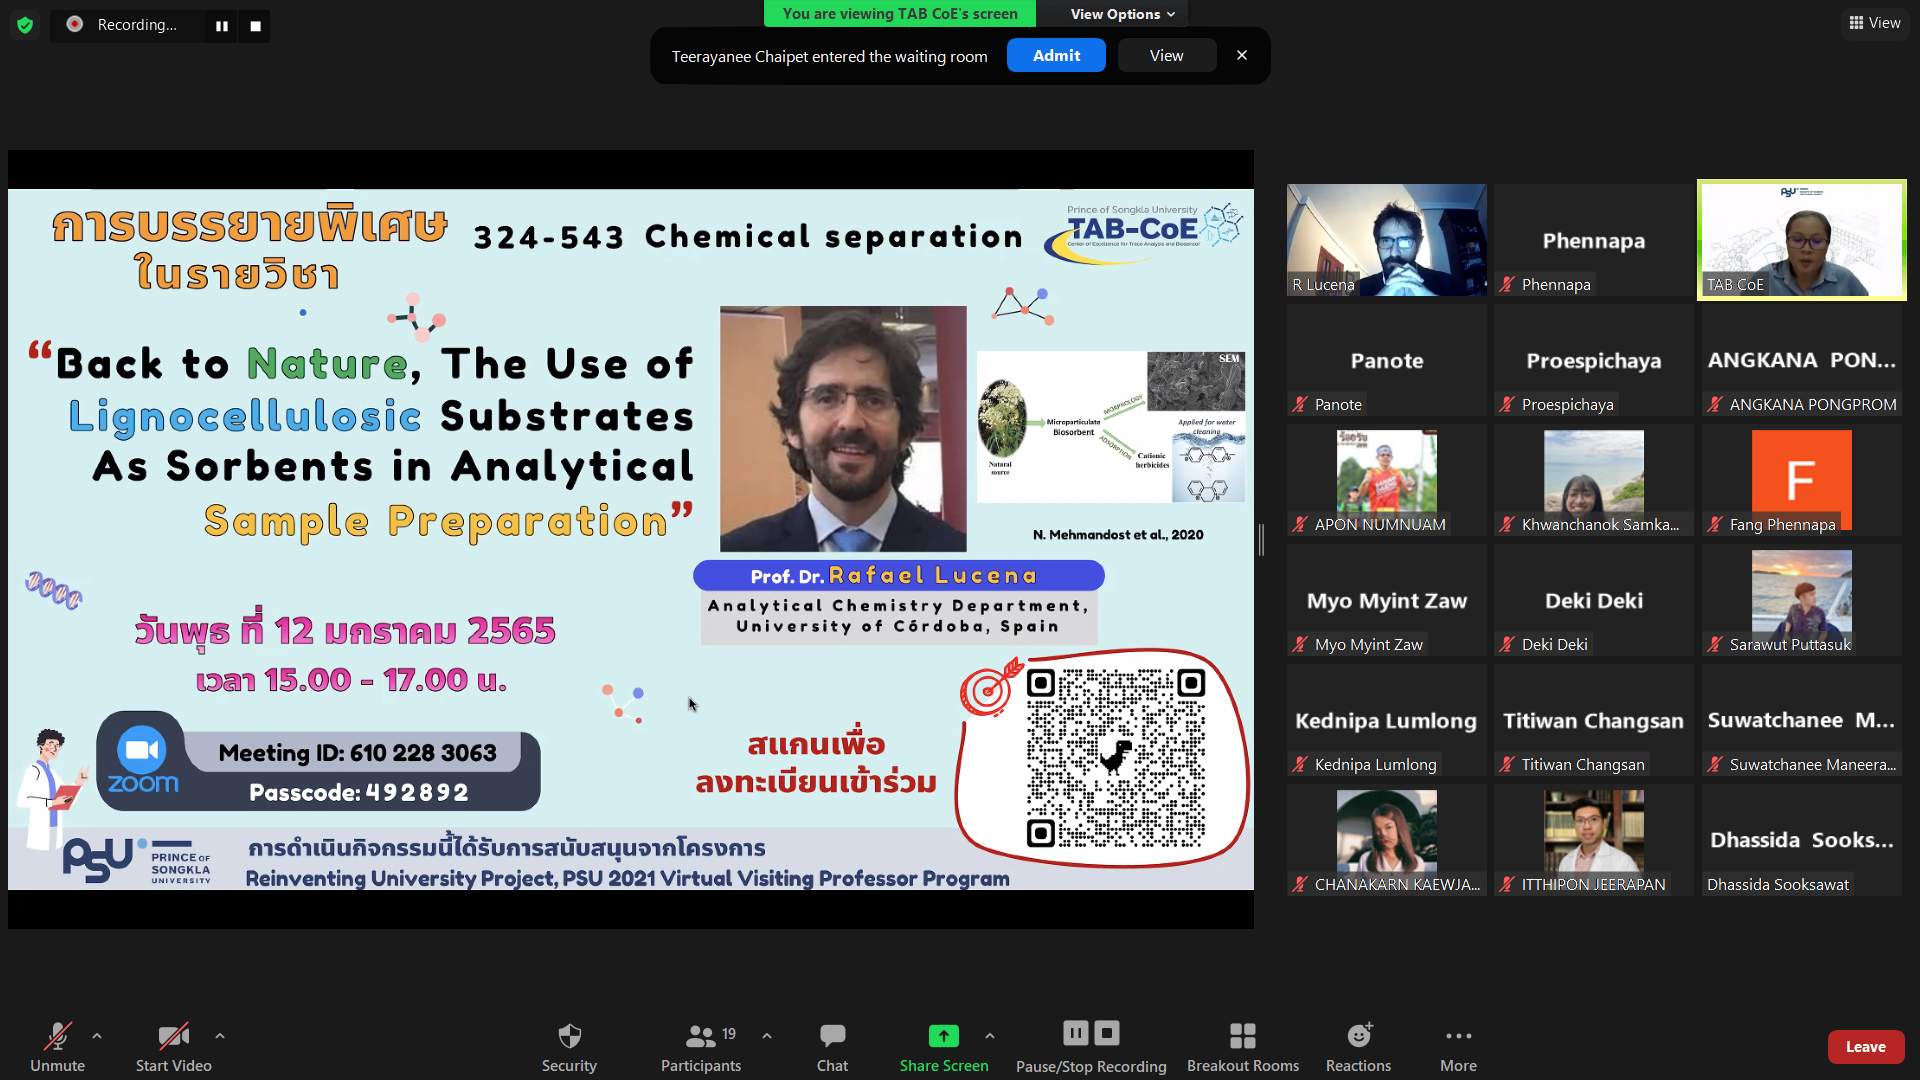 Recording...
You are viewing TAB CoE's screen
View Options
View
Teerayanee Chaipet entered the waiting room
Admit
View
การบรรยายพิเศษ
ในรายวิชา
324-543 Chemical separation
Prince of Songkla University
TAB-CoE
Center of Excellence for Trace Analysis and Biosensor
“Back to Nature, The Use of
Lignocellulosic Substrates
As Sorbents in Analytical
Sample Preparation”
SEM
MORPHOLOGY
Microparticulate
Biosorbent
ADSORPTION
Natural
source
Applied for water
cleaning
Cationic
herbicides
N. Mehmandost et al., 2020
Prof. Dr. Rafael Lucena
Analytical Chemistry Department,
University of Córdoba, Spain
วันพุธ ที่ 12 มกราคม 2565
เวลา 15.00 - 17.00 น.
zoom
Meeting ID: 610 228 3063
Passcode: 492892
สแกนเพื่อ
ลงทะเบียนเข้าร่วม
PSU
PRINCE OF
SONGKLA
UNIVERSITY
การดำเนินกิจกรรมนี้ได้รับการสนับสนุนจากโครงการ
Reinventing University Project, PSU 2021 Virtual Visiting Professor Program
R Lucena
Phennapa
Phennapa
PSU
TAB CoE
Panote
Panote
Proespichaya
Proespichaya
ANGKANA PON...
ANGKANA PONGPROM
APON NUMNUAM
Khwanchanok Samka...
F
Fang Phennapa
Myo Myint Zaw
Myo Myint Zaw
Deki Deki
Deki Deki
Sarawut Puttasuk
Kednipa Lumlong
Kednipa Lumlong
Titiwan Changsan
Titiwan Changsan
Suwatchanee M...
Suwatchanee Maneera...
CHANAKARN KAEWJA...
ITTHIPON JEERAPAN
Dhassida Sooks...
Dhassida Sooksawat
Unmute
Start Video
Security
19
Participants
Chat
Share Screen
Pause/Stop Recording
Breakout Rooms
Reactions
More
Leave